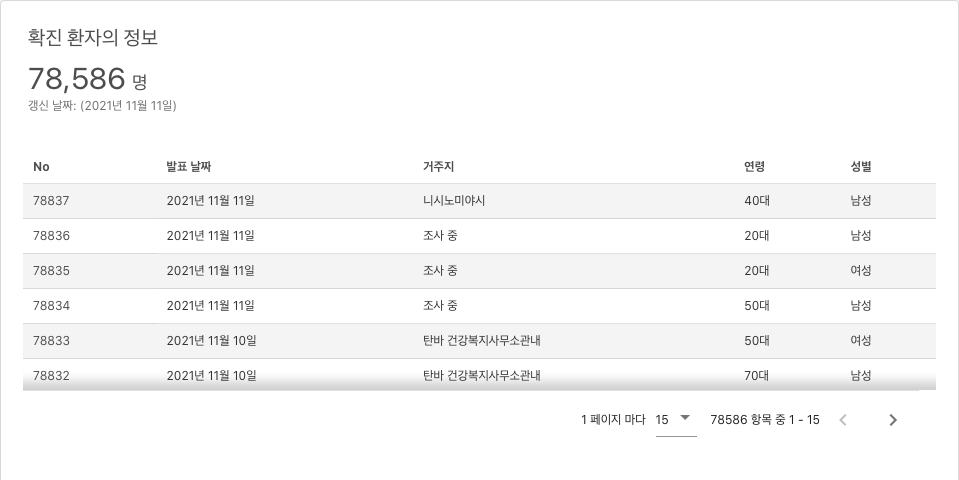 확진 환자의 정보
78,586 명
갱신 날짜: (2021년 11월 11일)
No 발표 날짜 거주지 연령 성별
78837 2021년 11월 11일 니시노미야시 40대 남성
78836 2021년 11월 11일 조사 중 20대 남성
78835 2021년 11월 11일 조사 중 20대 여성
78834 2021년 11월 11일 조사 중 50대 남성
78833 2021년 11월 10일 탄바 건강복지사무소관내 50대 여성
78832 2021년 11월 10일 탄바 건강복지사무소관내 70대 남성
1 페이지 마다 15 78586 항목 중 1 - 15